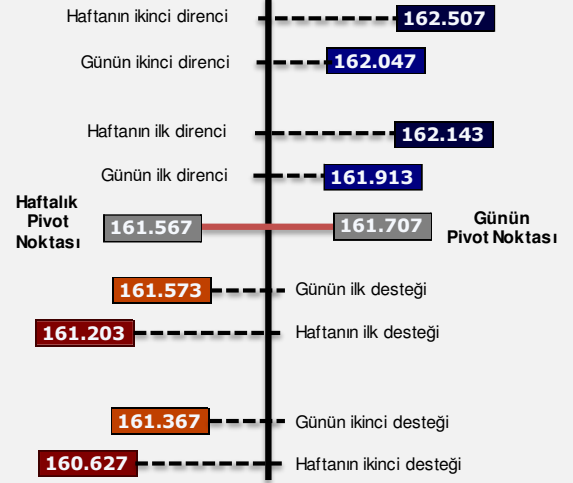 Haftanın ikinci direnci 162.507
Günün ikinci direnci 162.047
Haftanın ilk direnci 162.143
Günün ilk direnci 161.913
Haftalık
Pivot
Noktası
161.567
161.707
Günün
Pivot Noktası
161.573 Günün ilk desteği
161.203 Haftanın ilk desteği
161.367 Günün ikinci desteği
160.627 Haftanın ikinci desteği